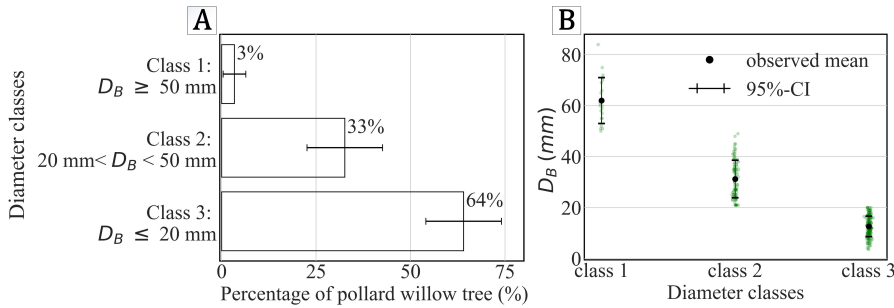 A
Diameter classes
Class 1:
D_B ≥ 50 mm
Class 2:
20 mm< D_B < 50 mm
Class 3:
D_B ≤ 20 mm
3%
33%
64%
0 25 50 75
Percentage of pollard willow tree (%)
B
D_B (mm)
80
60
40
20
0
observed mean
95%-CI
class 1 class 2 class 3
Diameter classes